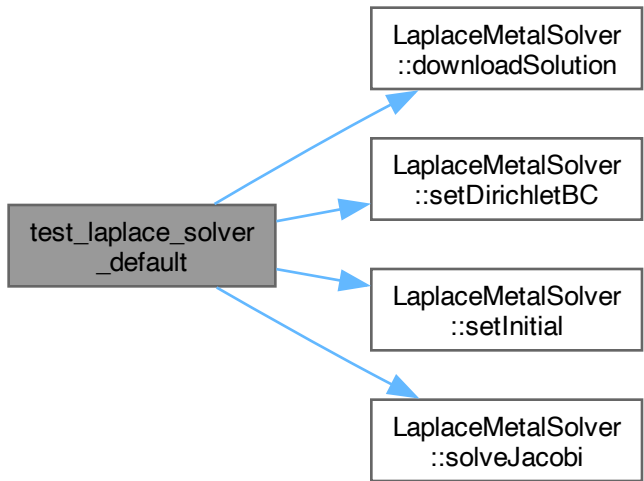 LaplaceMetalSolver
::downloadSolution
LaplaceMetalSolver
::setDirichletBC
test_laplace_solver
_default
LaplaceMetalSolver
::setInitial
LaplaceMetalSolver
::solveJacobi